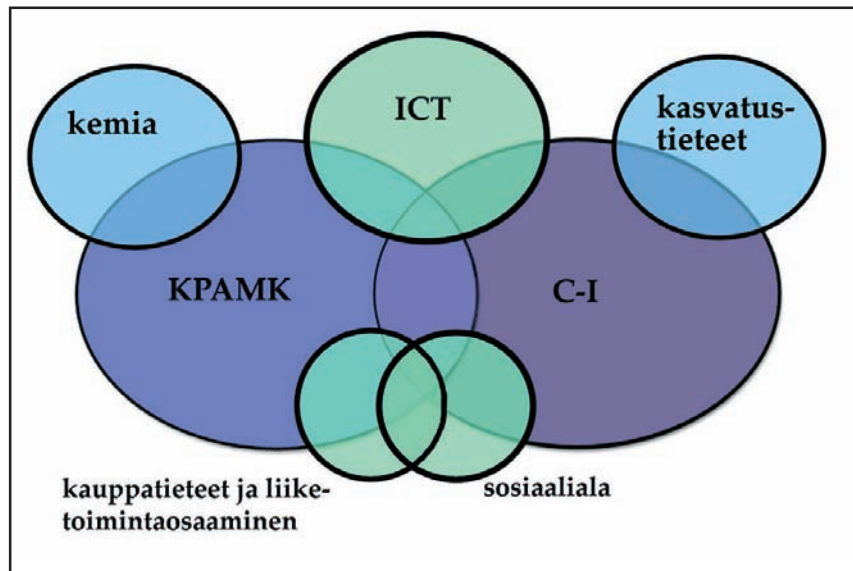 kemia
ICT
kasvatus-
tieteet
KPAMK
C-I
kauppatieteet ja liike-
toimintaosaaminen
sosiaaliala